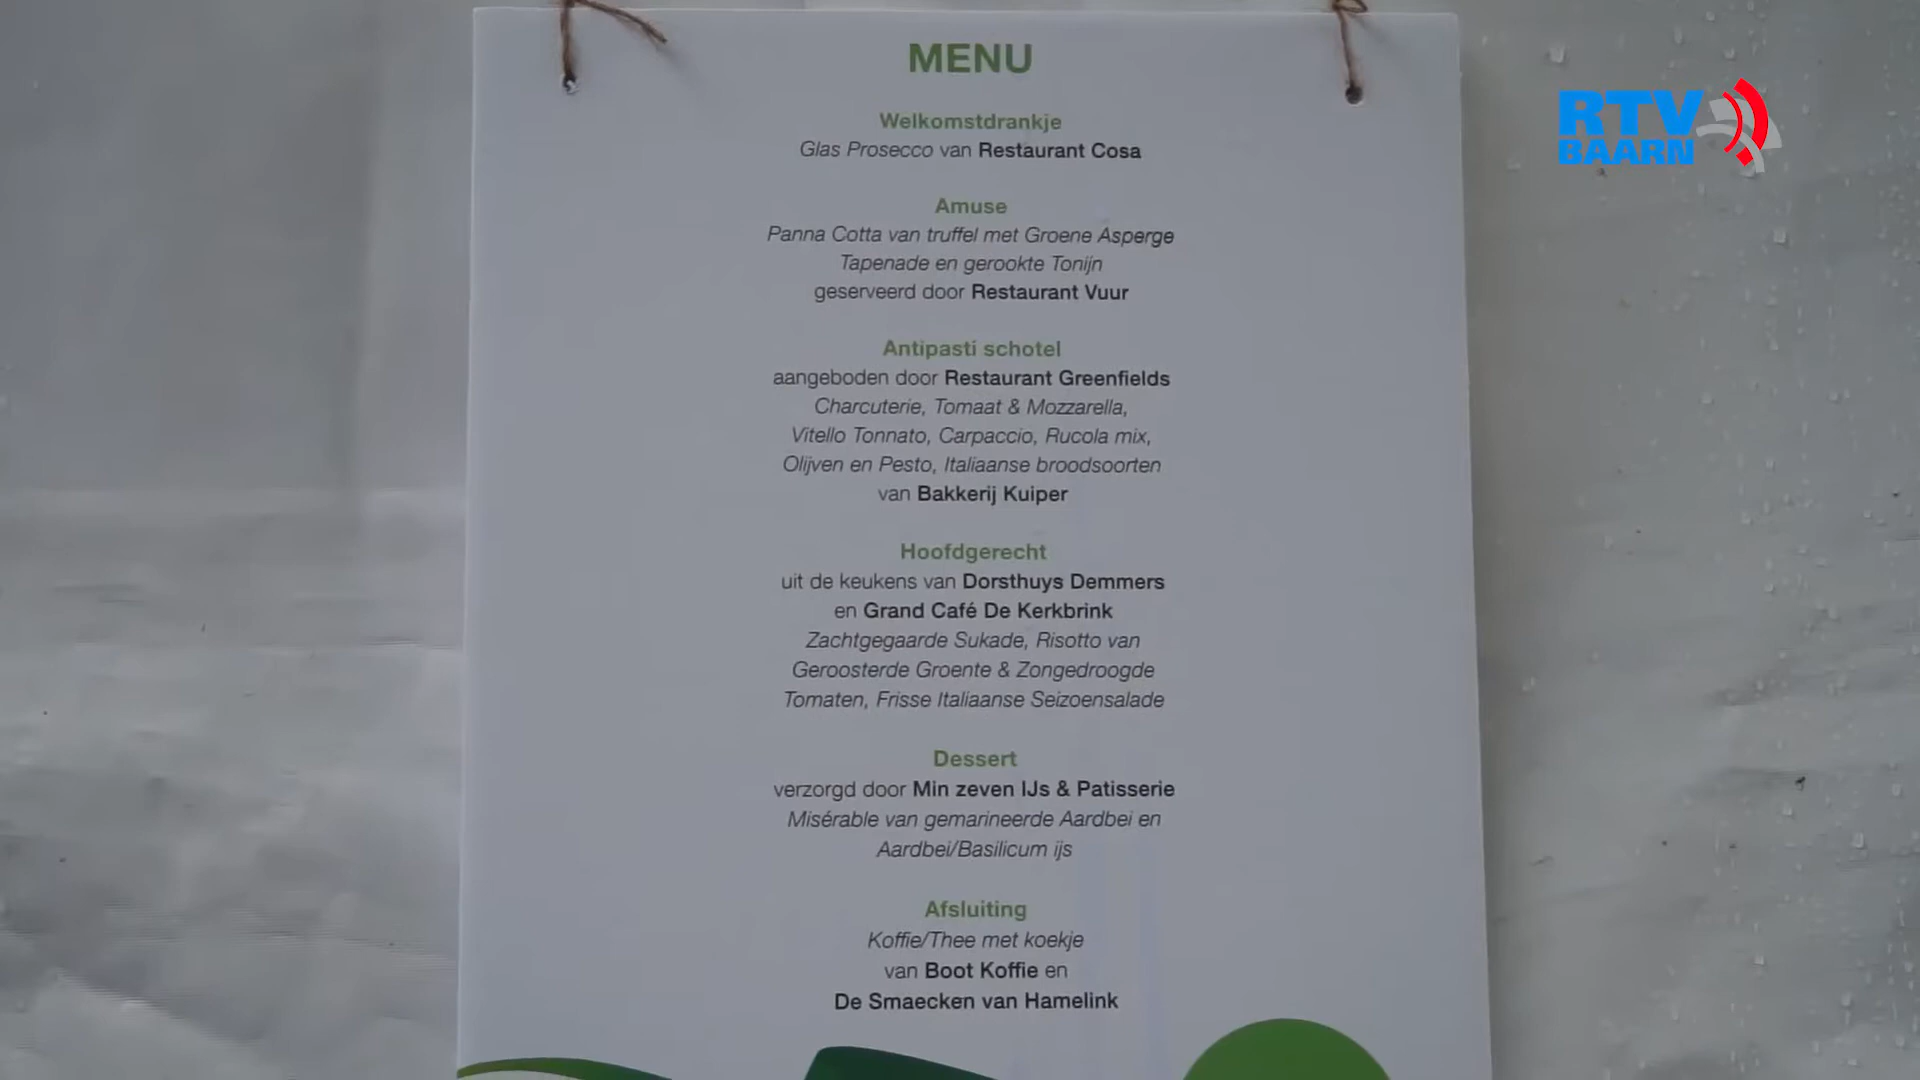 MENU
Welkomstdrankje
Glas Prosecco van Restaurant Cosa
Amuse
Panna Cotta van truffel met Groene Asperge
Tapenade en gerookte Tonijn
geserveerd door Restaurant Vuur
Antipasti schotel
aangeboden door Restaurant Greenfields
Charcuterie, Tomaat & Mozzarella,
Vitello Tonnato, Carpaccio, Rucola mix,
Olijven en Pesto, Italiaanse broodsoorten
van Bakkerij Kuiper
Hoofdgerecht
uit de keukens van Dorsthuys Demmers
en Grand Café De Kerkbrink
Zachtgegaarde Sukade, Risotto van
Geroosterde Groente & Zongedroogde
Tomaten, Frisse Italiaanse Seizoensalade
Dessert
verzorgd door Min zeven IJs & Patisserie
Misérable van gemarineerde Aardbei en
Aardbei/Basilicum ijs
Afsluiting
Koffie/Thee met koekje
van Boot Koffie en
De Smaecken van Hamelink
RTV
BAARN